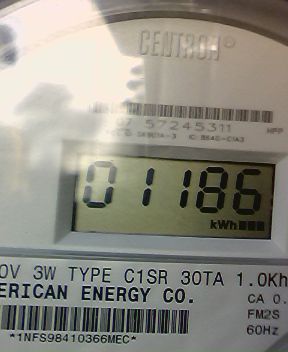 CENTRON®
57245311
01186
kWh
0V 3W TYPE C1SR 30TA 1.0Kh
ERICAN ENERGY CO.
CA 0.
FM2S
60Hz
*1NFS98410366MEC*